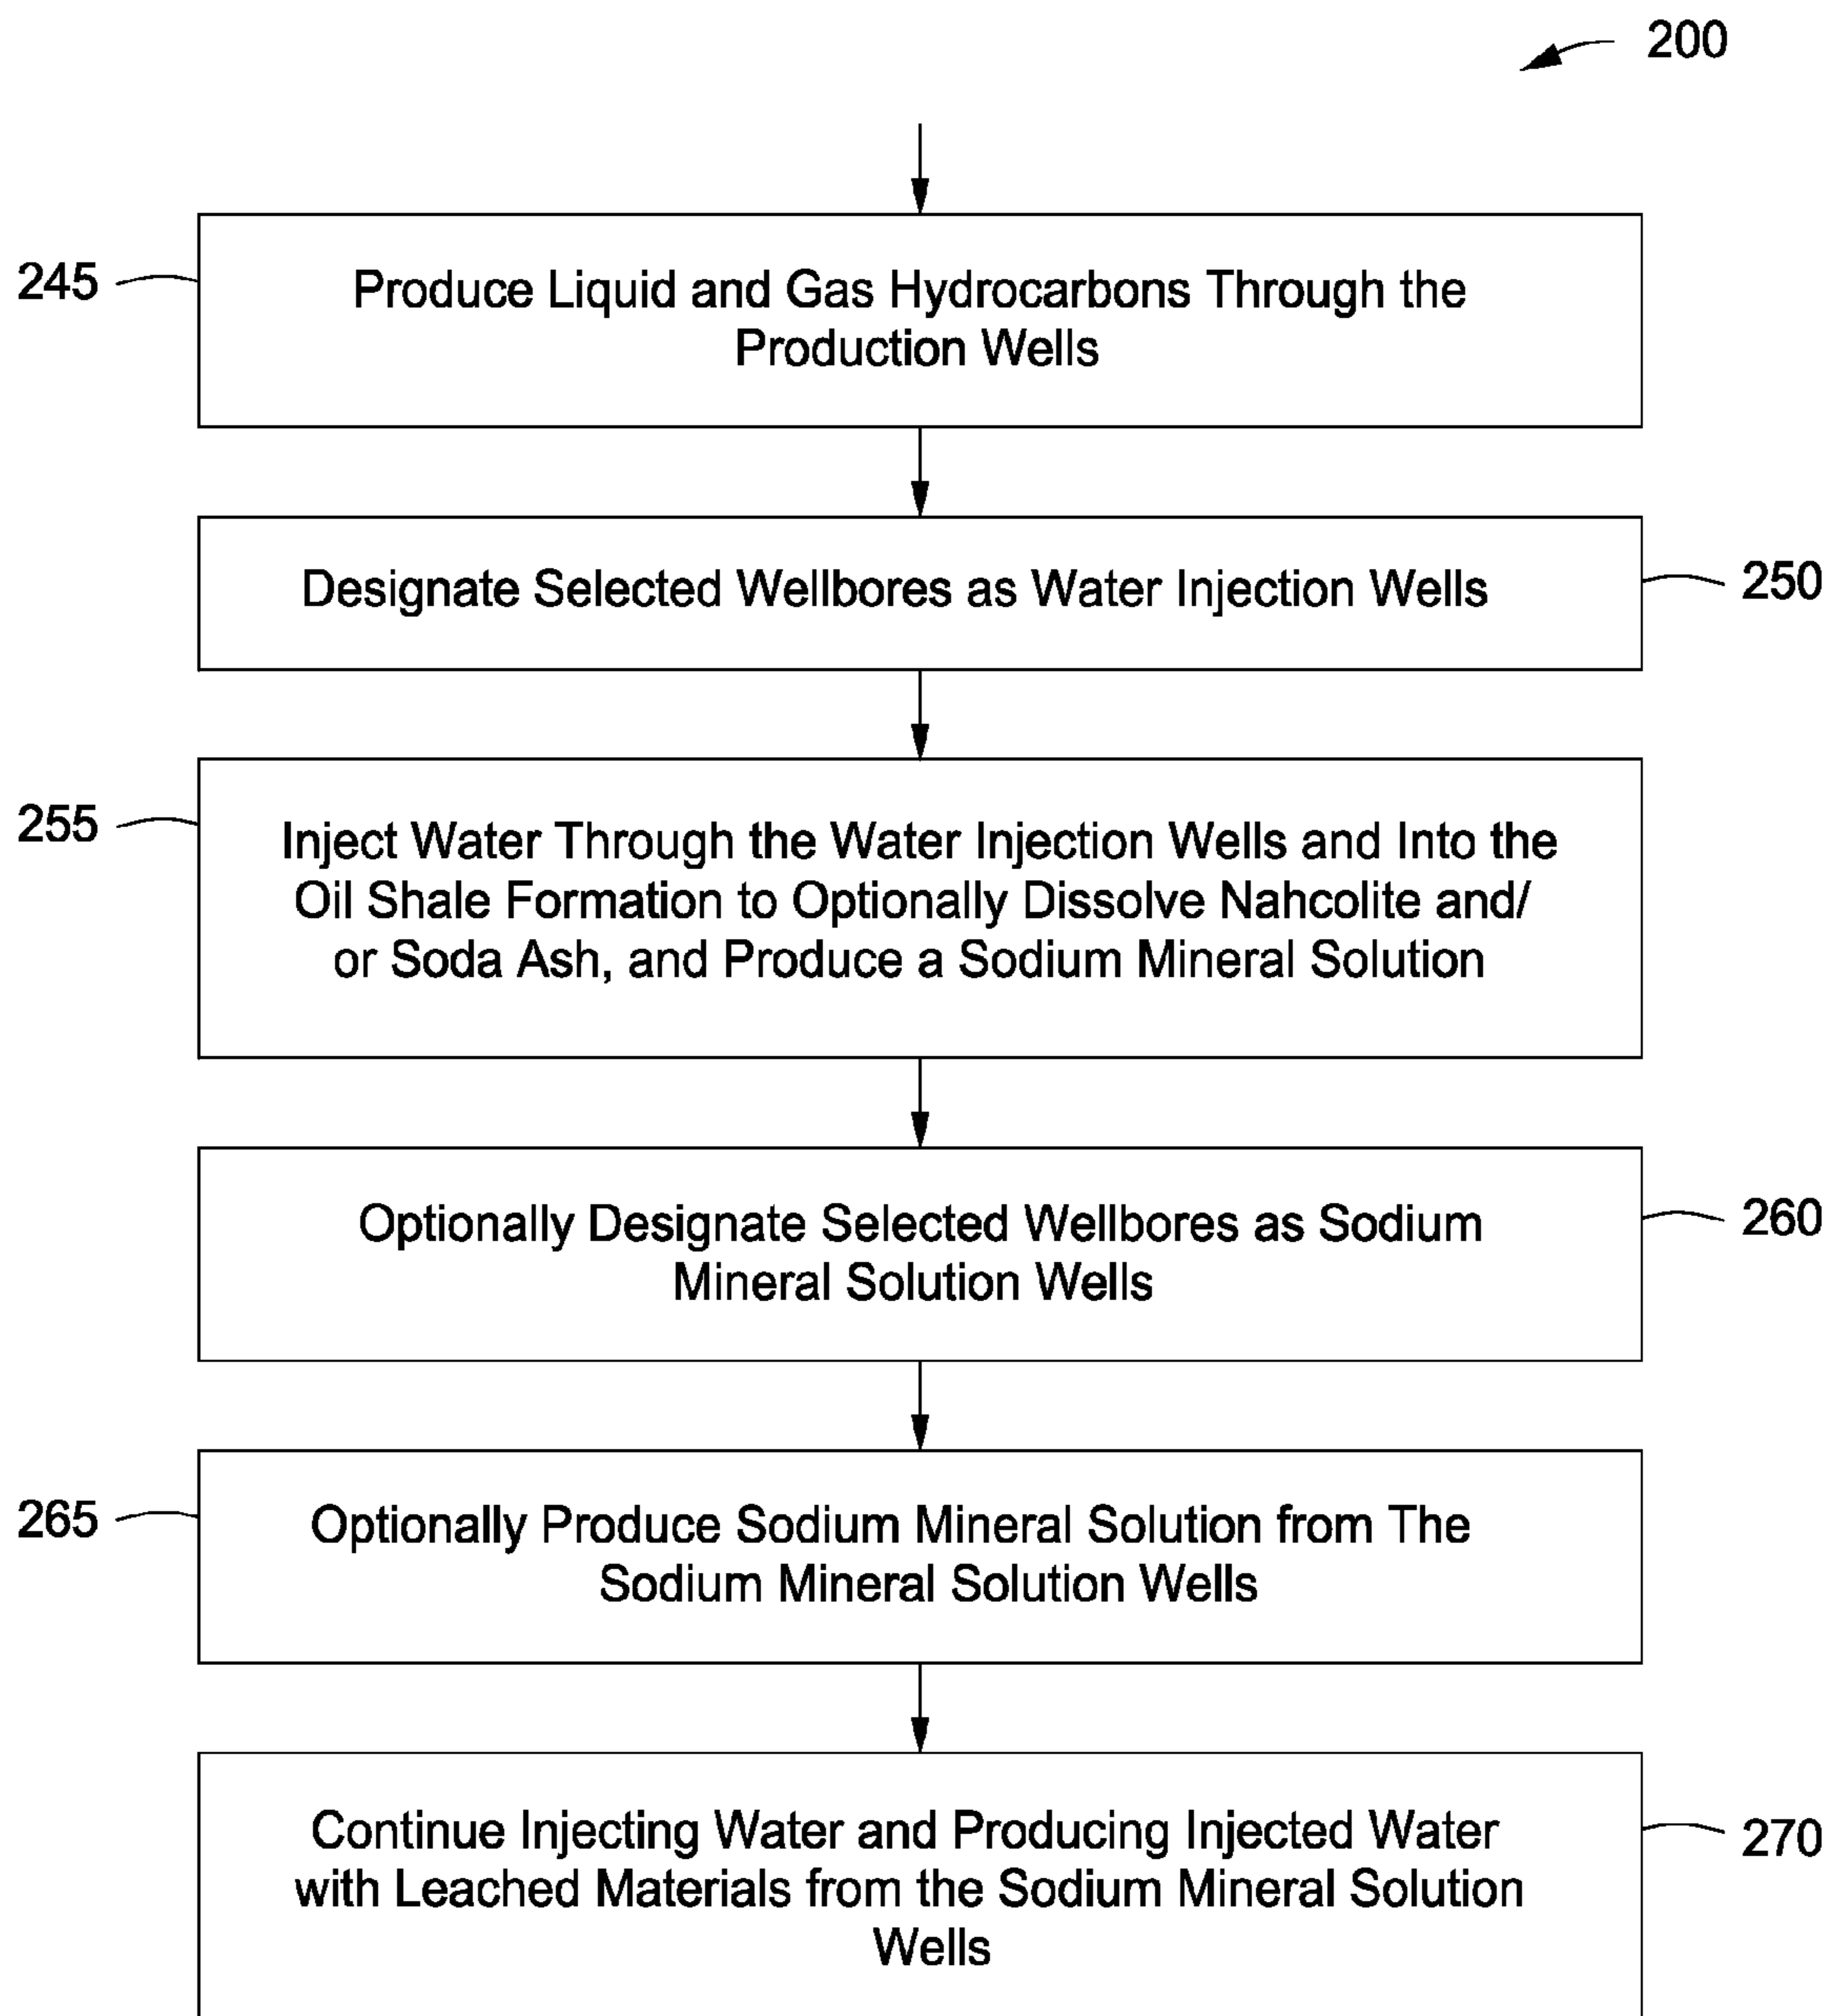 200
245
Produce Liquid and Gas Hydrocarbons Through the
Production Wells
Designate Selected Wellbores as Water Injection Wells
250
255
Inject Water Through the Water Injection Wells and Into the
Oil Shale Formation to Optionally Dissolve Nahcolite and/
or Soda Ash, and Produce a Sodium Mineral Solution
Optionally Designate Selected Wellbores as Sodium
Mineral Solution Wells
260
265
Optionally Produce Sodium Mineral Solution from The
Sodium Mineral Solution Wells
Continue Injecting Water and Producing Injected Water
with Leached Materials from the Sodium Mineral Solution
Wells
270